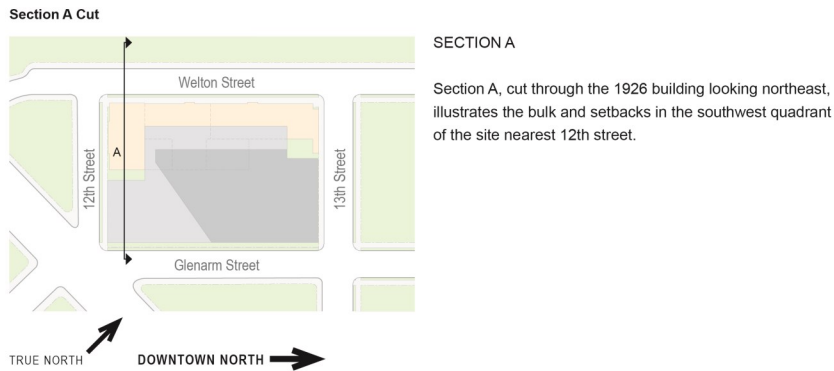 Section A Cut
SECTION A
Welton Street
Section A, cut through the 1926 building looking northeast,
illustrates the bulk and setbacks in the southwest quadrant
of the site nearest 12th street.
A
12th Street
13th Street
Glenarm Street
TRUE NORTH
DOWNTOWN NORTH